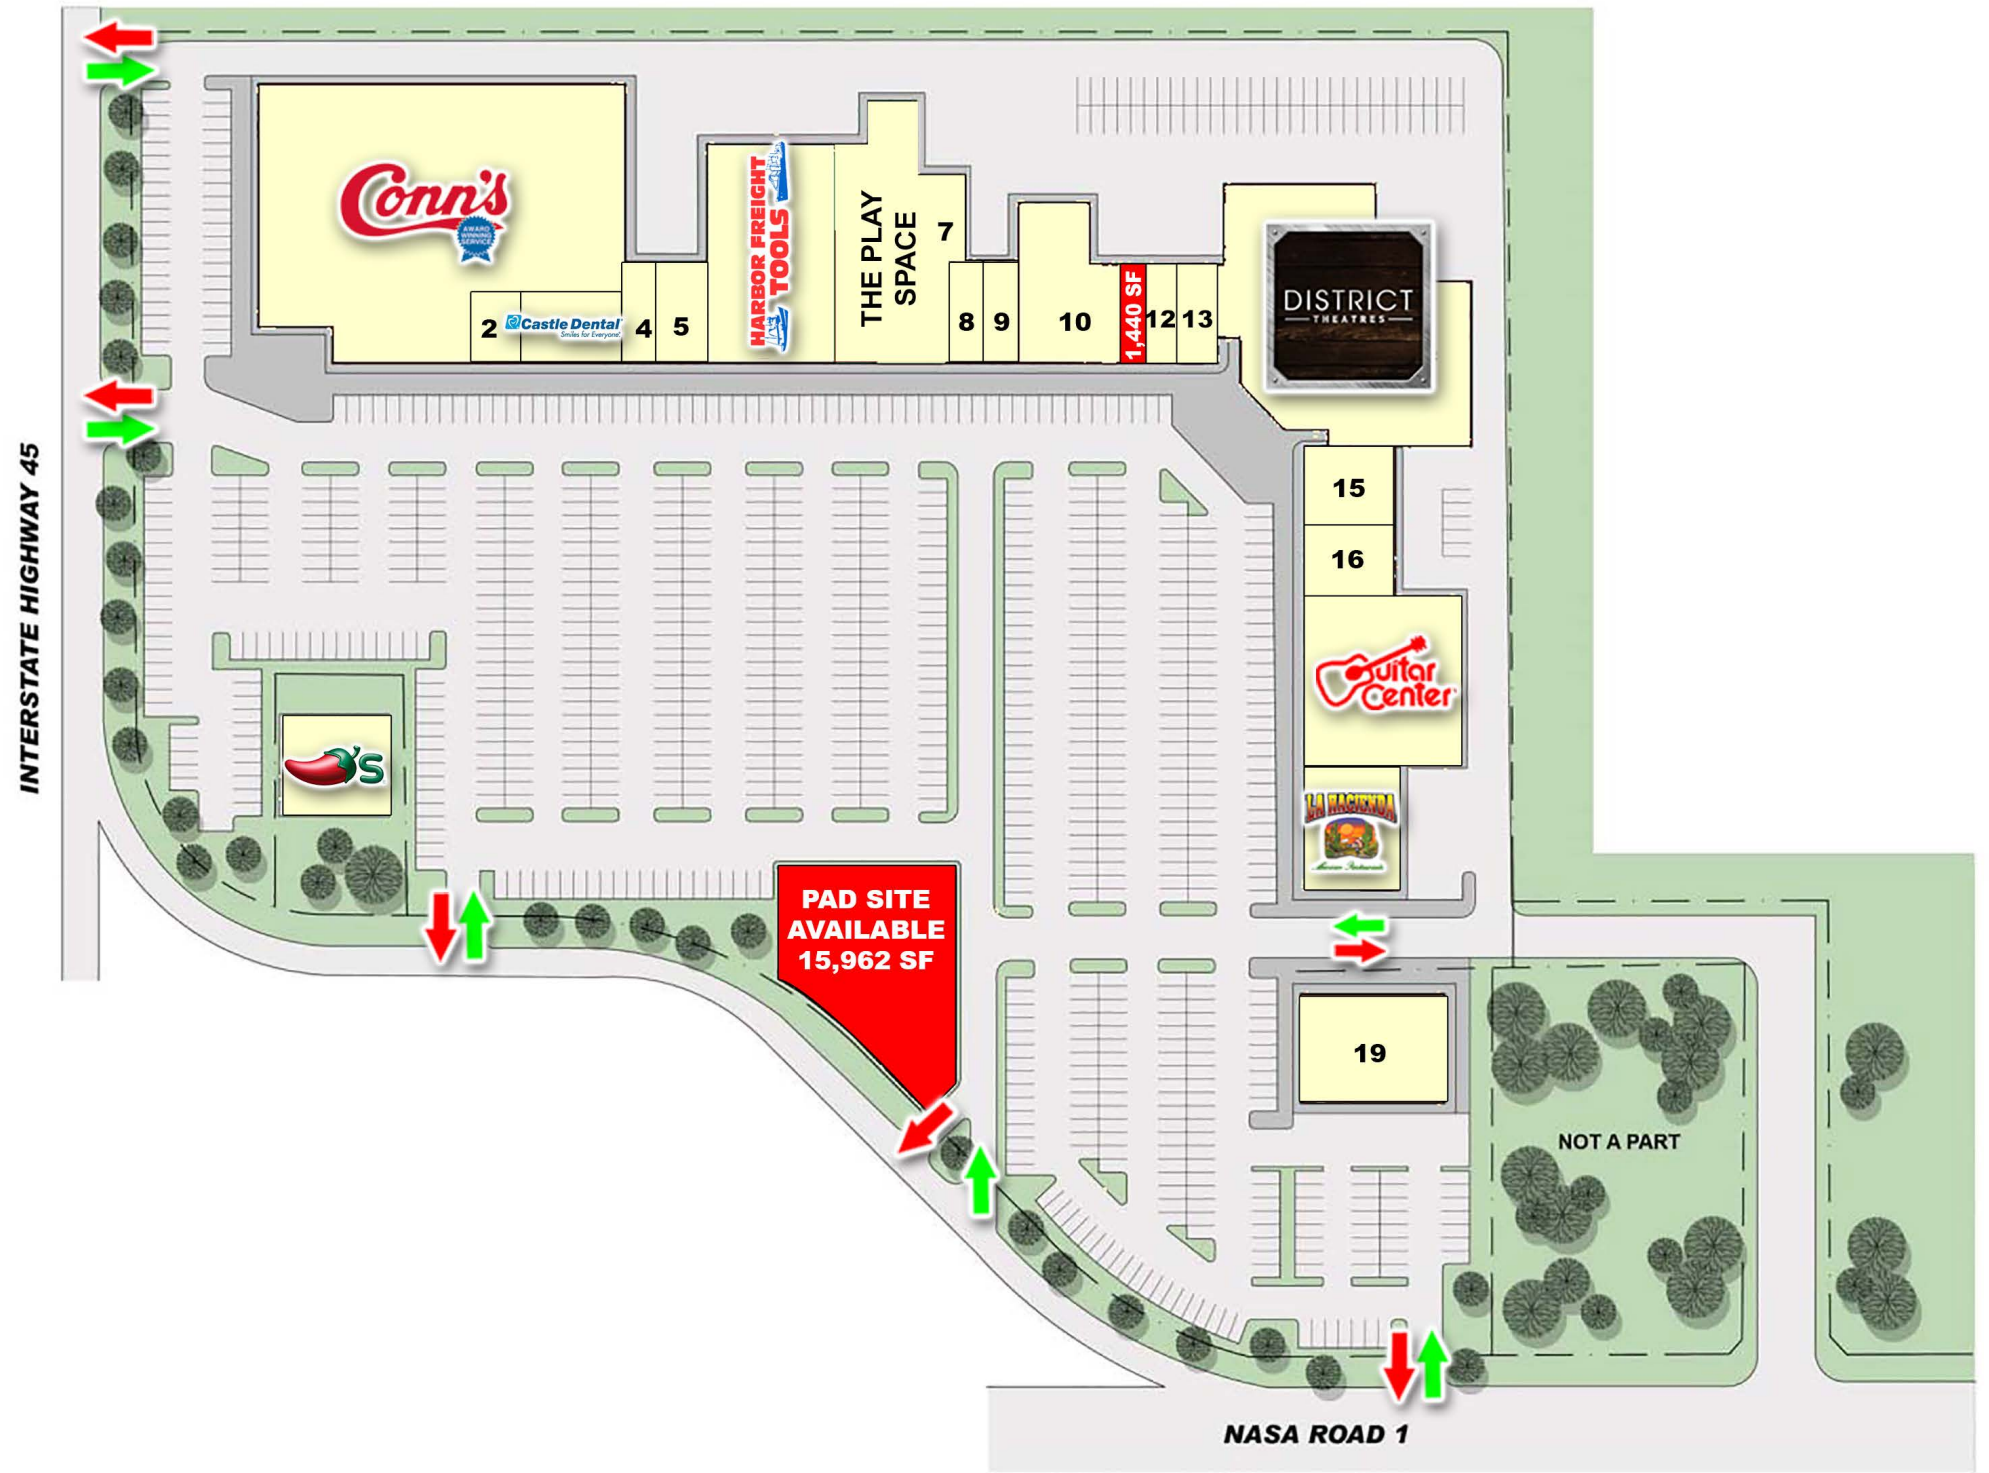 INTERSTATE HIGHWAY 45
Conn's
AWARD
WINNING
SERVICE
2
Castle Dental
Smiles for Everyone!
4
5
HARBOR FREIGHT
TOOLS
THE PLAY
SPACE
7
8
9
10
1,440 SF
12
13
DISTRICT
THEATRES
15
16
Guitar
Center
LA HACIENDA
Mexican Restaurants
'S
PAD SITE
AVAILABLE
15,962 SF
19
NOT A PART
NASA ROAD 1